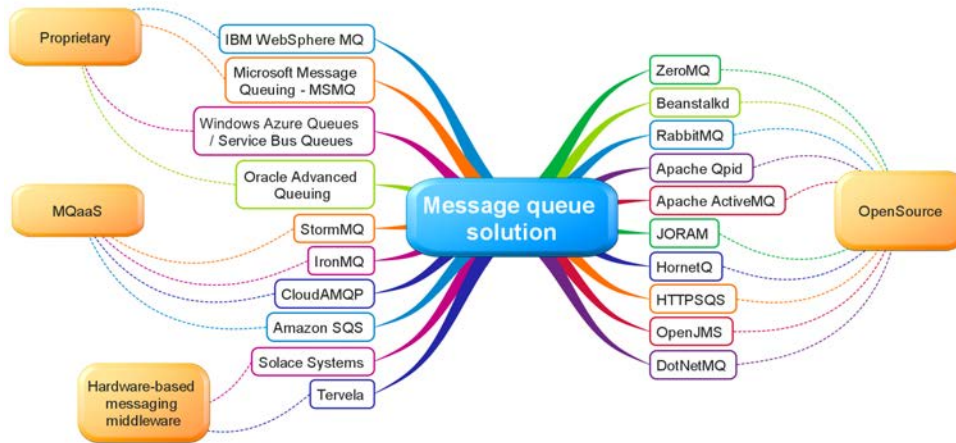 Proprietary
IBM WebSphere MQ
Microsoft Message
Queuing - MSMQ
Windows Azure Queues
/ Service Bus Queues
Oracle Advanced
Queuing
MQaaS
StormMQ
IronMQ
CloudAMQP
Amazon SQS
Hardware-based
messaging
middleware
Solace Systems
Tervela
Message queue
solution
ZeroMQ
Beanstalkd
RabbitMQ
Apache Qpid
Apache ActiveMQ
JORAM
HornetQ
HTTPSQS
OpenJMS
DotNetMQ
OpenSource